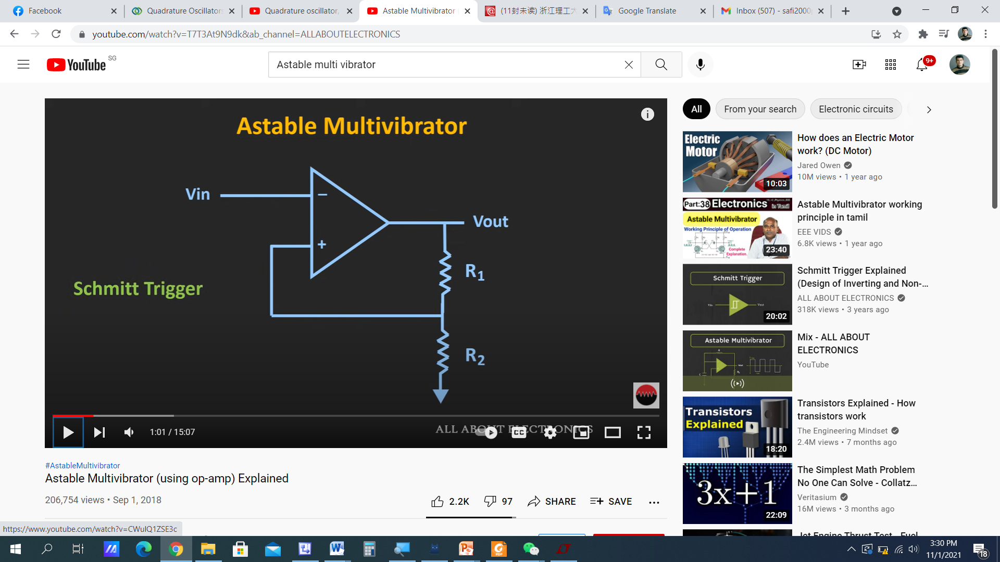 Facebook
Quadrature Oscillators
Quadrature oscillator,
Astable Multivibrator
(11封未读) 浙江理工大
Google Translate
Inbox (507) - safi2000
youtube.com/watch?v=T7T3At9N9dk&ab_channel=ALLABOUTELECTRONICS
YouTube SG
Astable multi vibrator
9+
Astable Multivibrator
Vin
−
+
Vout
R1
R2
Schmitt Trigger
ALL ABOUT ELECTRONICS
1:01 / 15:07
#AstableMultivibrator
Astable Multivibrator (using op-amp) Explained
206,754 views • Sep 1, 2018
2.2K
97
SHARE
SAVE
All
From your search
Electronic circuits
Electric
Motor
10:03
How does an Electric Motor
work? (DC Motor)
Jared Owen
10M views • 1 year ago
Part:38 Electronics in Tamil
Astable Multivibrator
Working Principle of Operation
Complete
Explanation.
23:40
Astable Multivibrator working
principle in tamil
EEE VIDS
6.8K views • 1 year ago
Schmitt Trigger
Vin
Vout
20:02
Schmitt Trigger Explained
(Design of Inverting and Non-...
ALL ABOUT ELECTRONICS
318K views • 3 years ago
Astable Multivibrator
Mix - ALL ABOUT
ELECTRONICS
YouTube
Transistors
Explained
18:20
Transistors Explained - How
transistors work
The Engineering Mindset
2.4M views • 7 months ago
3x+1
22:09
The Simplest Math Problem
No One Can Solve - Collatz...
Veritasium
16M views • 3 months ago
Jet Engine Thrust Test - Fuel
https://www.youtube.com/watch?v=CWulQ1ZSE3c
3:30 PM
11/1/2021
18